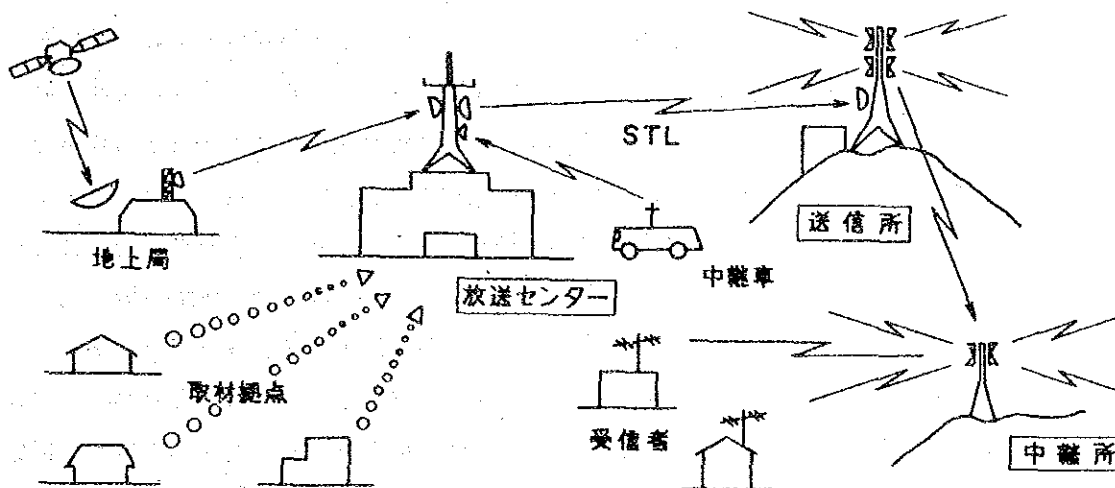 STL
送信所
地上局
中継車
放送センター
取材拠点
受信者
中継所